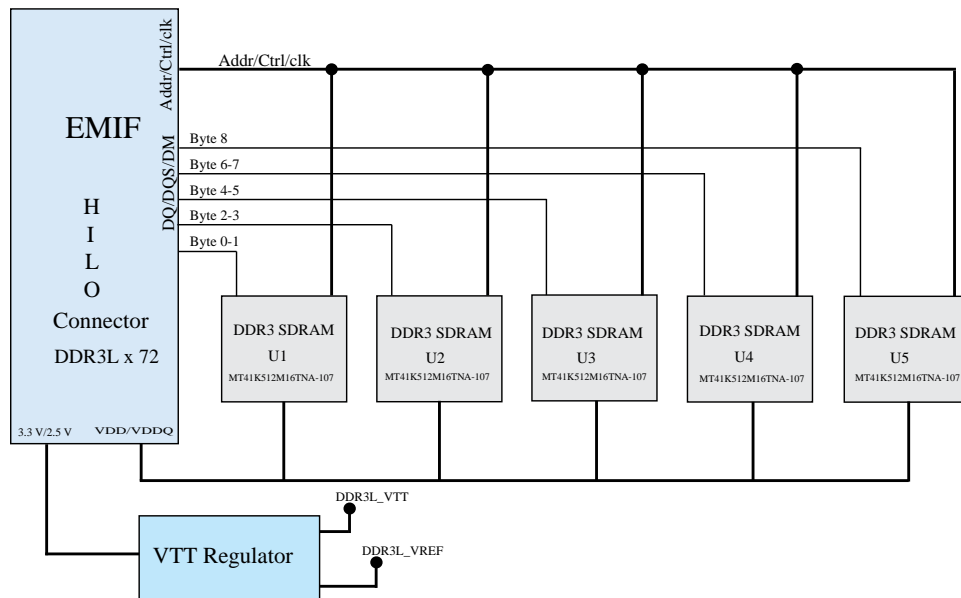 Addr/Ctrl/clk
Addr/Ctrl/clk
EMIF
H
I
L
O
Connector
DDR3L x 72
DQ/DQS/DM
Byte 8
Byte 6-7
Byte 4-5
Byte 2-3
Byte 0-1
3.3 V/2.5 V
VDD/VDDQ
DDR3 SDRAM
U1
MT41K512M16TNA-107
DDR3 SDRAM
U2
MT41K512M16TNA-107
DDR3 SDRAM
U3
MT41K512M16TNA-107
DDR3 SDRAM
U4
MT41K512M16TNA-107
DDR3 SDRAM
U5
MT41K512M16TNA-107
DDR3L_VTT
VTT Regulator
DDR3L_VREF